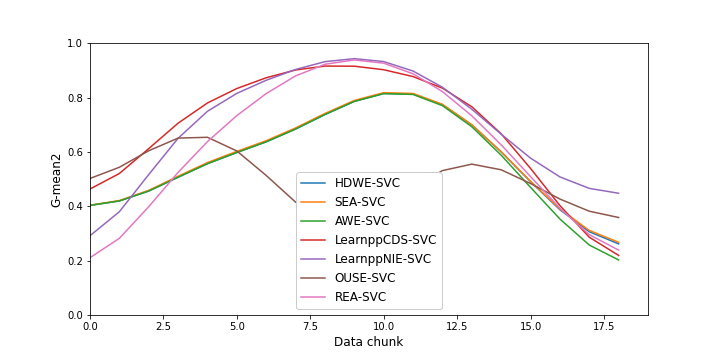 1.0
0.8
0.6
0.4
0.2
0.0
G-mean2
HDWE-SVC
SEA-SVC
AWE-SVC
LearnppCDS-SVC
LearnppNIE-SVC
OUSE-SVC
REA-SVC
0.0 2.5 5.0 7.5 10.0 12.5 15.0 17.5
Data chunk